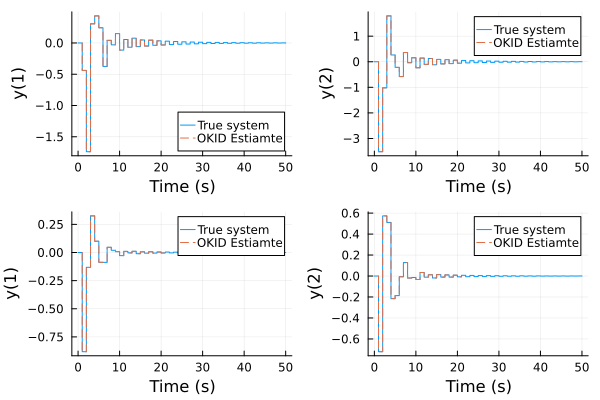 y(1)
0.0
−0.5
−1.0
−1.5
True system
OKID Estiamte
0 10 20 30 40 50
Time (s)
y(2)
1
0
−1
−2
−3
True system
OKID Estiamte
0 10 20 30 40 50
Time (s)
y(1)
0.25
0.00
−0.25
−0.50
−0.75
True system
OKID Estiamte
0 10 20 30 40 50
Time (s)
y(2)
0.6
0.4
0.2
0.0
−0.2
−0.4
−0.6
True system
OKID Estiamte
0 10 20 30 40 50
Time (s)